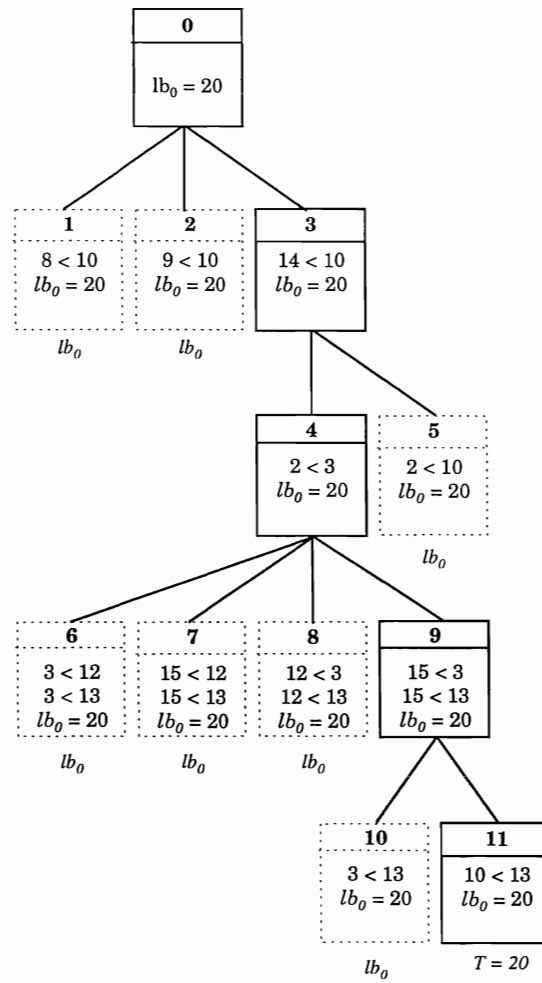 0
lb₀ = 20
1
8 < 10
lb₀ = 20
lb₀
2
9 < 10
lb₀ = 20
lb₀
3
14 < 10
lb₀ = 20
4
2 < 3
lb₀ = 20
5
2 < 10
lb₀ = 20
lb₀
6
3 < 12
3 < 13
lb₀ = 20
lb₀
7
15 < 12
15 < 13
lb₀ = 20
lb₀
8
12 < 3
12 < 13
lb₀ = 20
lb₀
9
15 < 3
15 < 13
lb₀ = 20
10
3 < 13
lb₀ = 20
lb₀
11
10 < 13
lb₀ = 20
T = 20